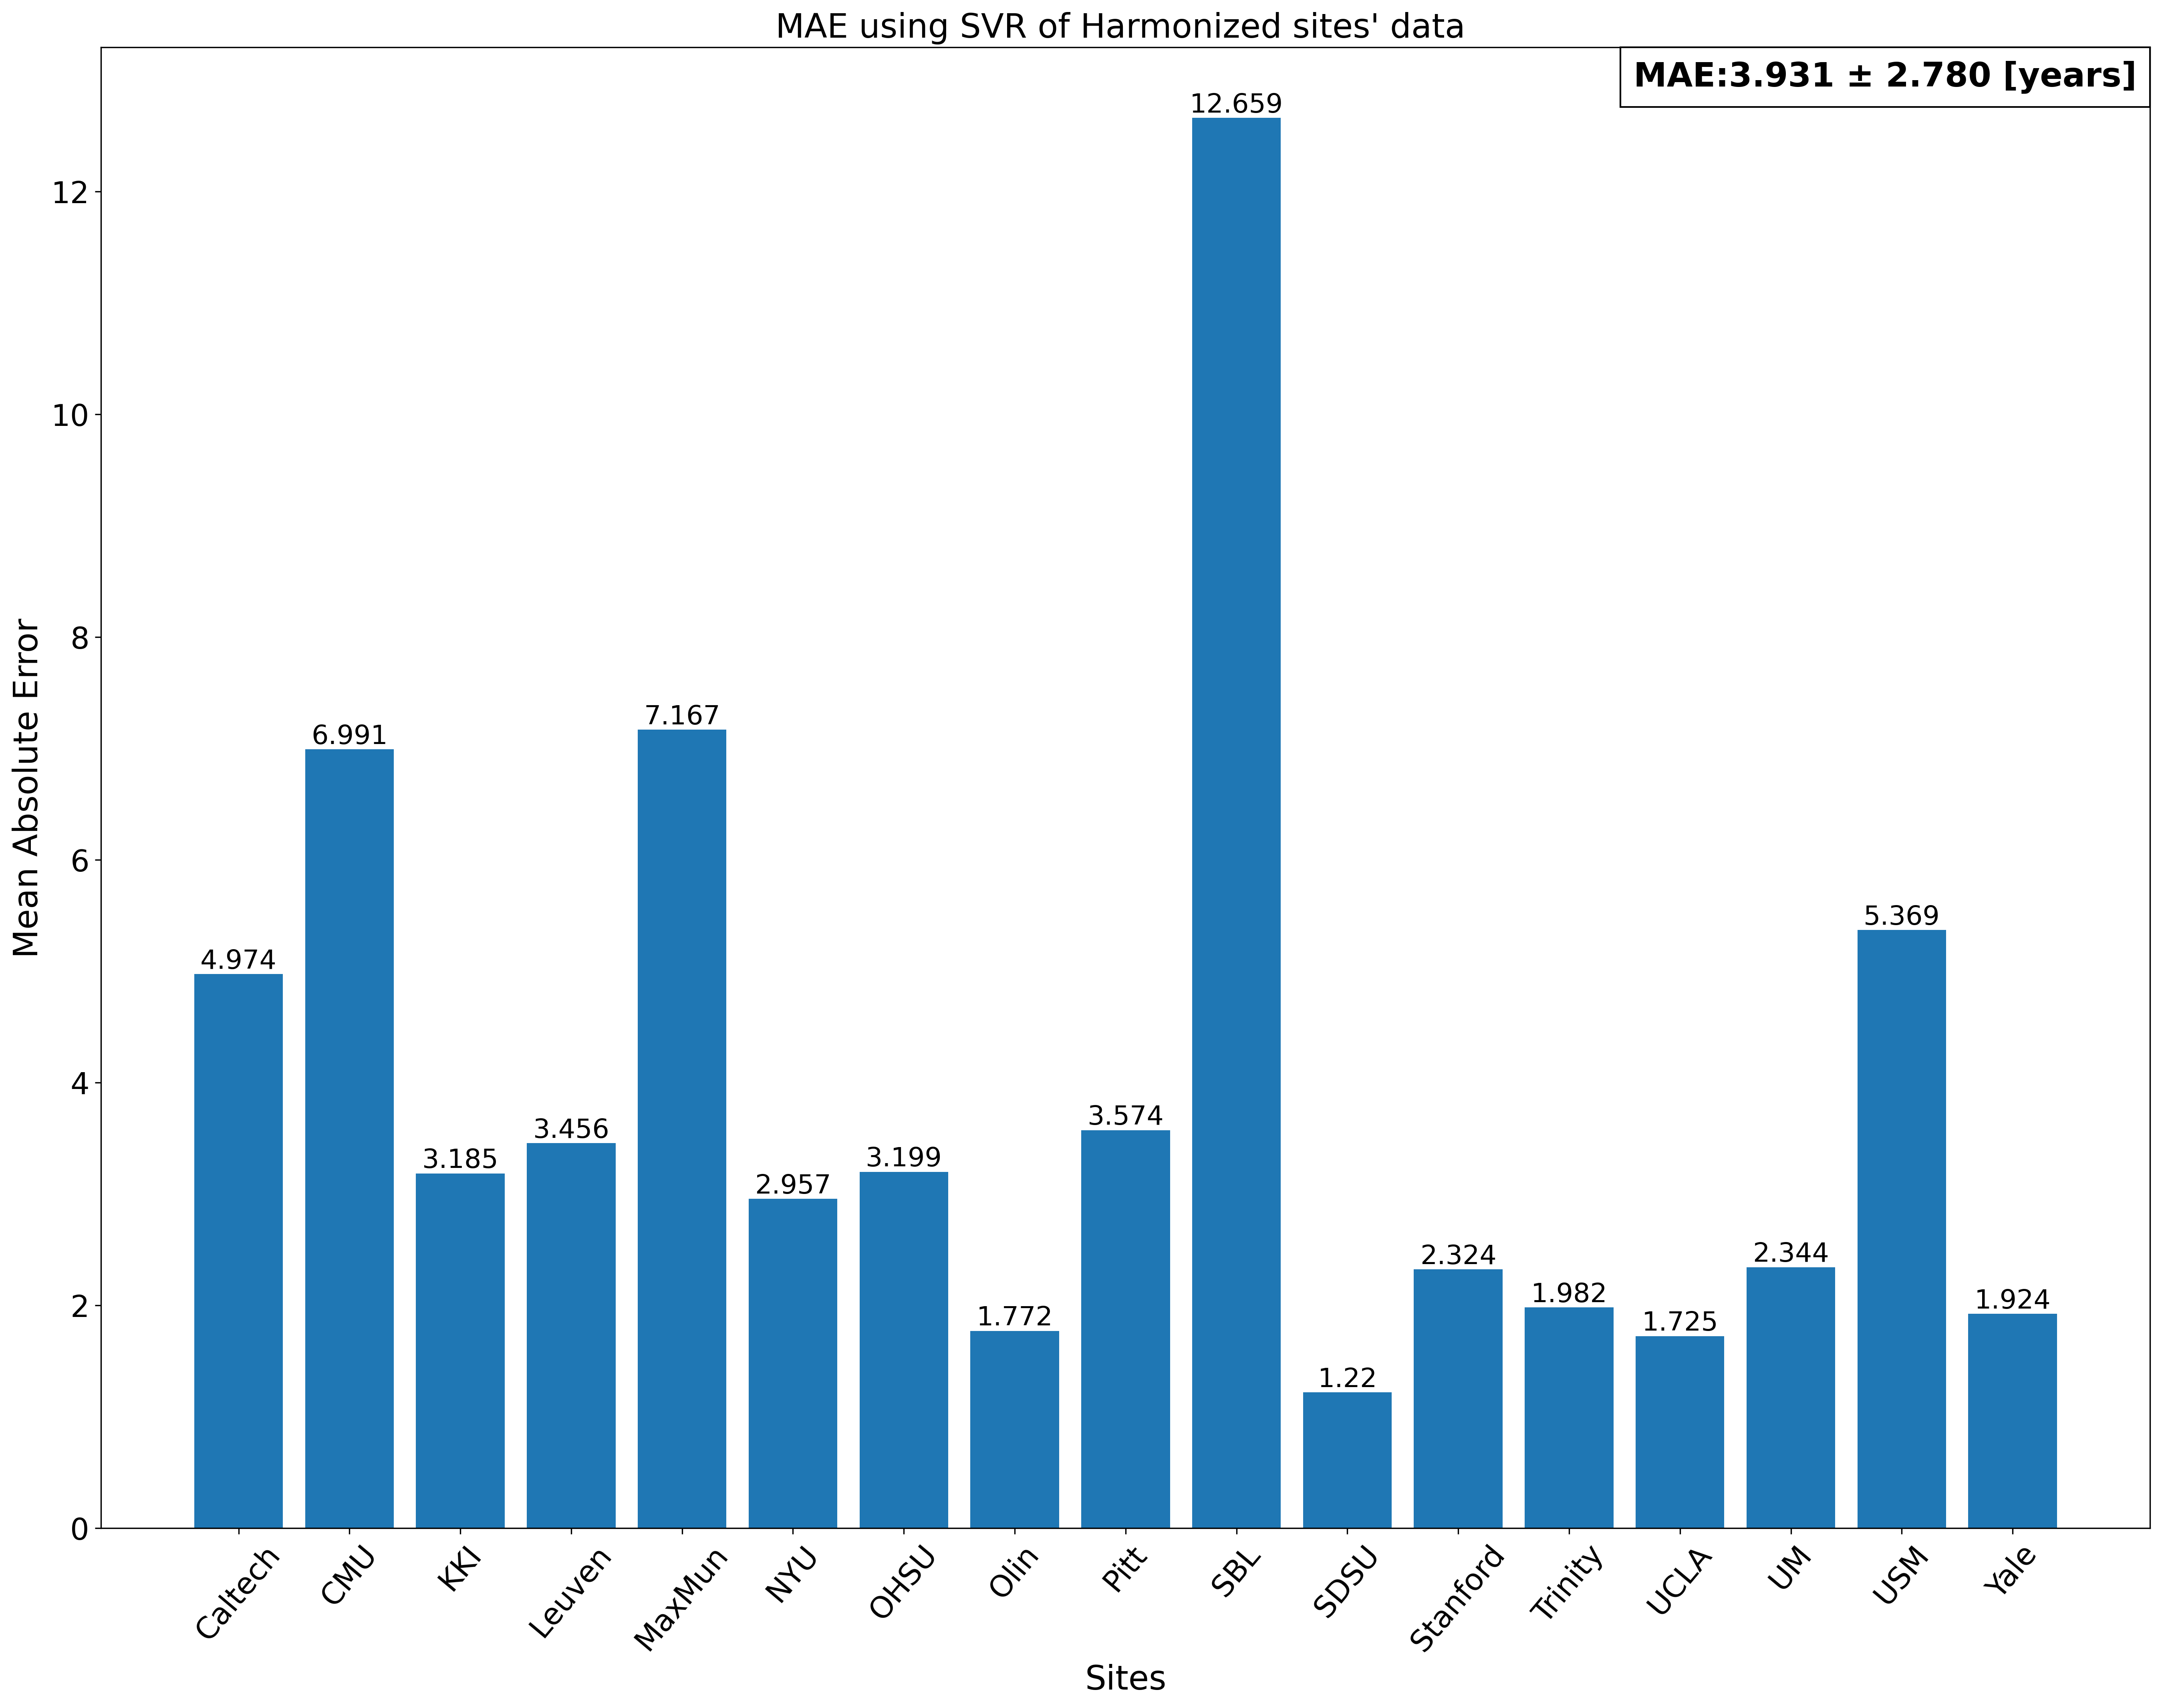 MAE using SVR of Harmonized sites' data
MAE:3.931 ± 2.780 [years]
Mean Absolute Error
12
10
8
6
4
2
0
4.974
6.991
3.185
3.456
7.167
2.957
3.199
1.772
3.574
12.659
1.22
2.324
1.982
1.725
2.344
5.369
1.924
Caltech
CMU
KKI
Leuven
MaxMun
NYU
OHSU
Olin
Pitt
SBL
SDSU
Stanford
Trinity
UCLA
UM
USM
Yale
Sites